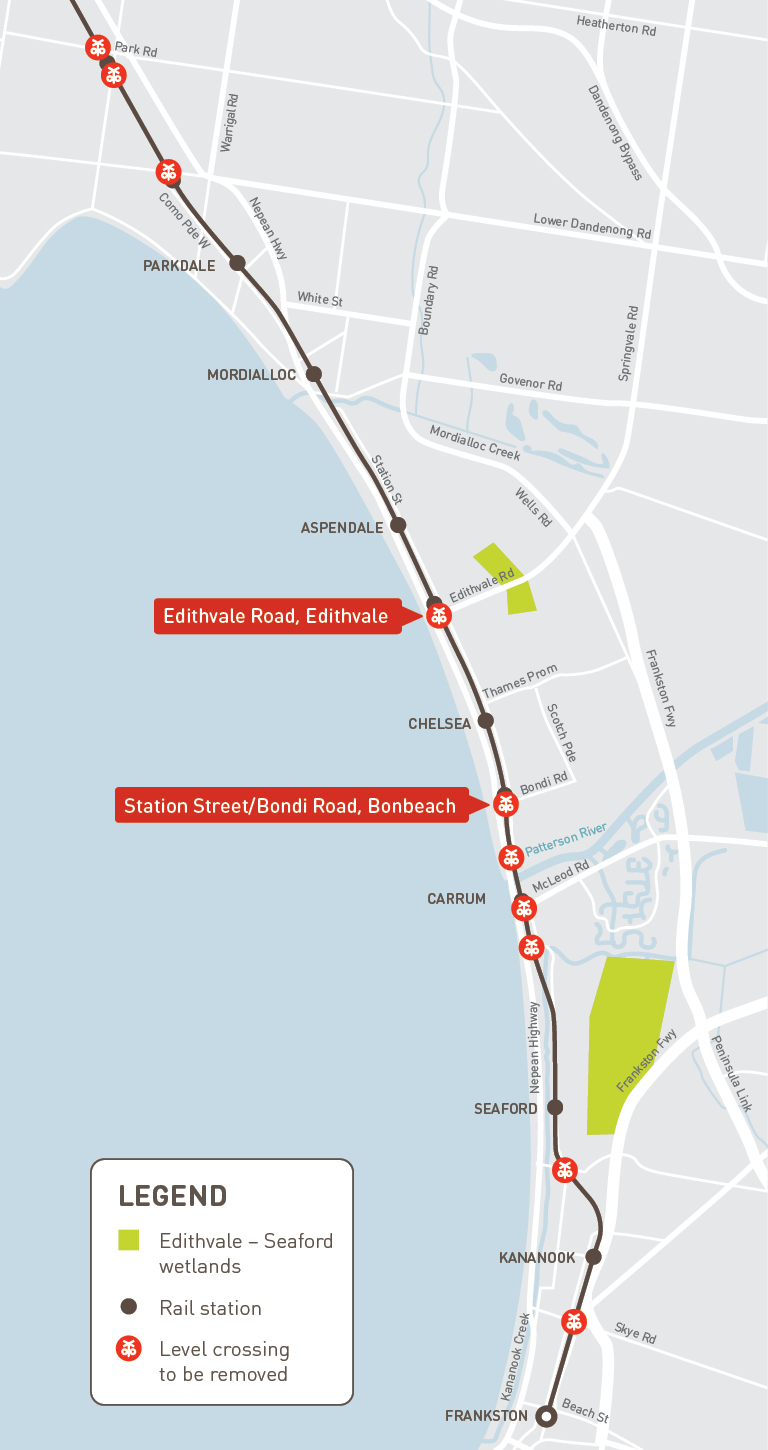 Heatherton Rd
Park Rd
Warrigal Rd
Dandenong Bypass
Como Pde W
Nepean Hwy
Lower Dandenong Rd
PARKDALE
White St
Boundary Rd
Springvale Rd
MORDIALLOC
Govenor Rd
Mordialloc Creek
Station St
Wells Rd
ASPENDALE
Edithvale Rd
Edithvale Road, Edithvale
Thames Prom
Frankston Fwy
CHELSEA
Scotch Pde
Bondi Rd
Station Street/Bondi Road, Bonbeach
Patterson River
McLeod Rd
CARRUM
Nepean Highway
Frankston Fwy
Peninsula Link
SEAFORD
KANANOOK
Kananook Creek
Skye Rd
FRANKSTON
Beach St
LEGEND
Edithvale – Seaford
wetlands
Rail station
Level crossing
to be removed